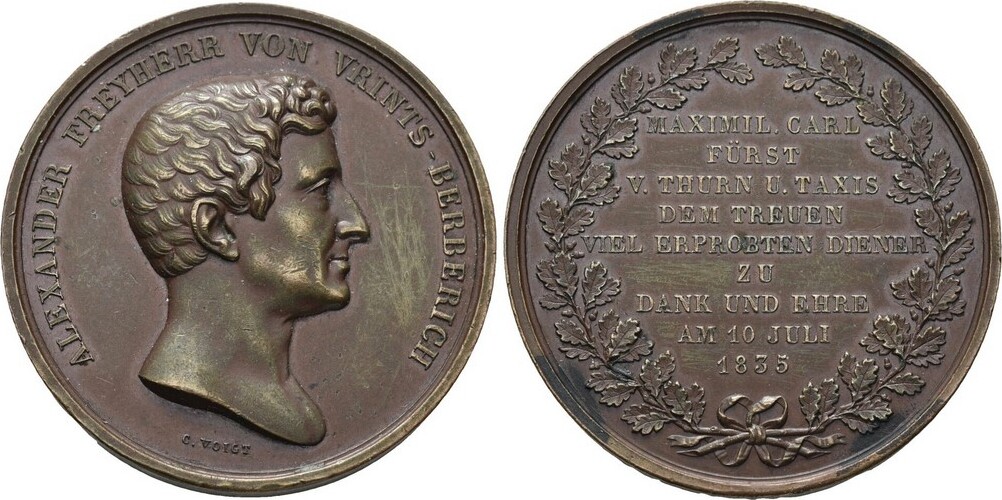 ALEXANDER FREYHERR VON VRINTS-BERBERICH
C. VOIGT
MAXIMIL. CARL
FÜRST
V. THURN U. TAXIS
DEM TREUEN
VIEL ERPROBTEN DIENER
ZU
DANK UND EHRE
AM 10 JULI
1835